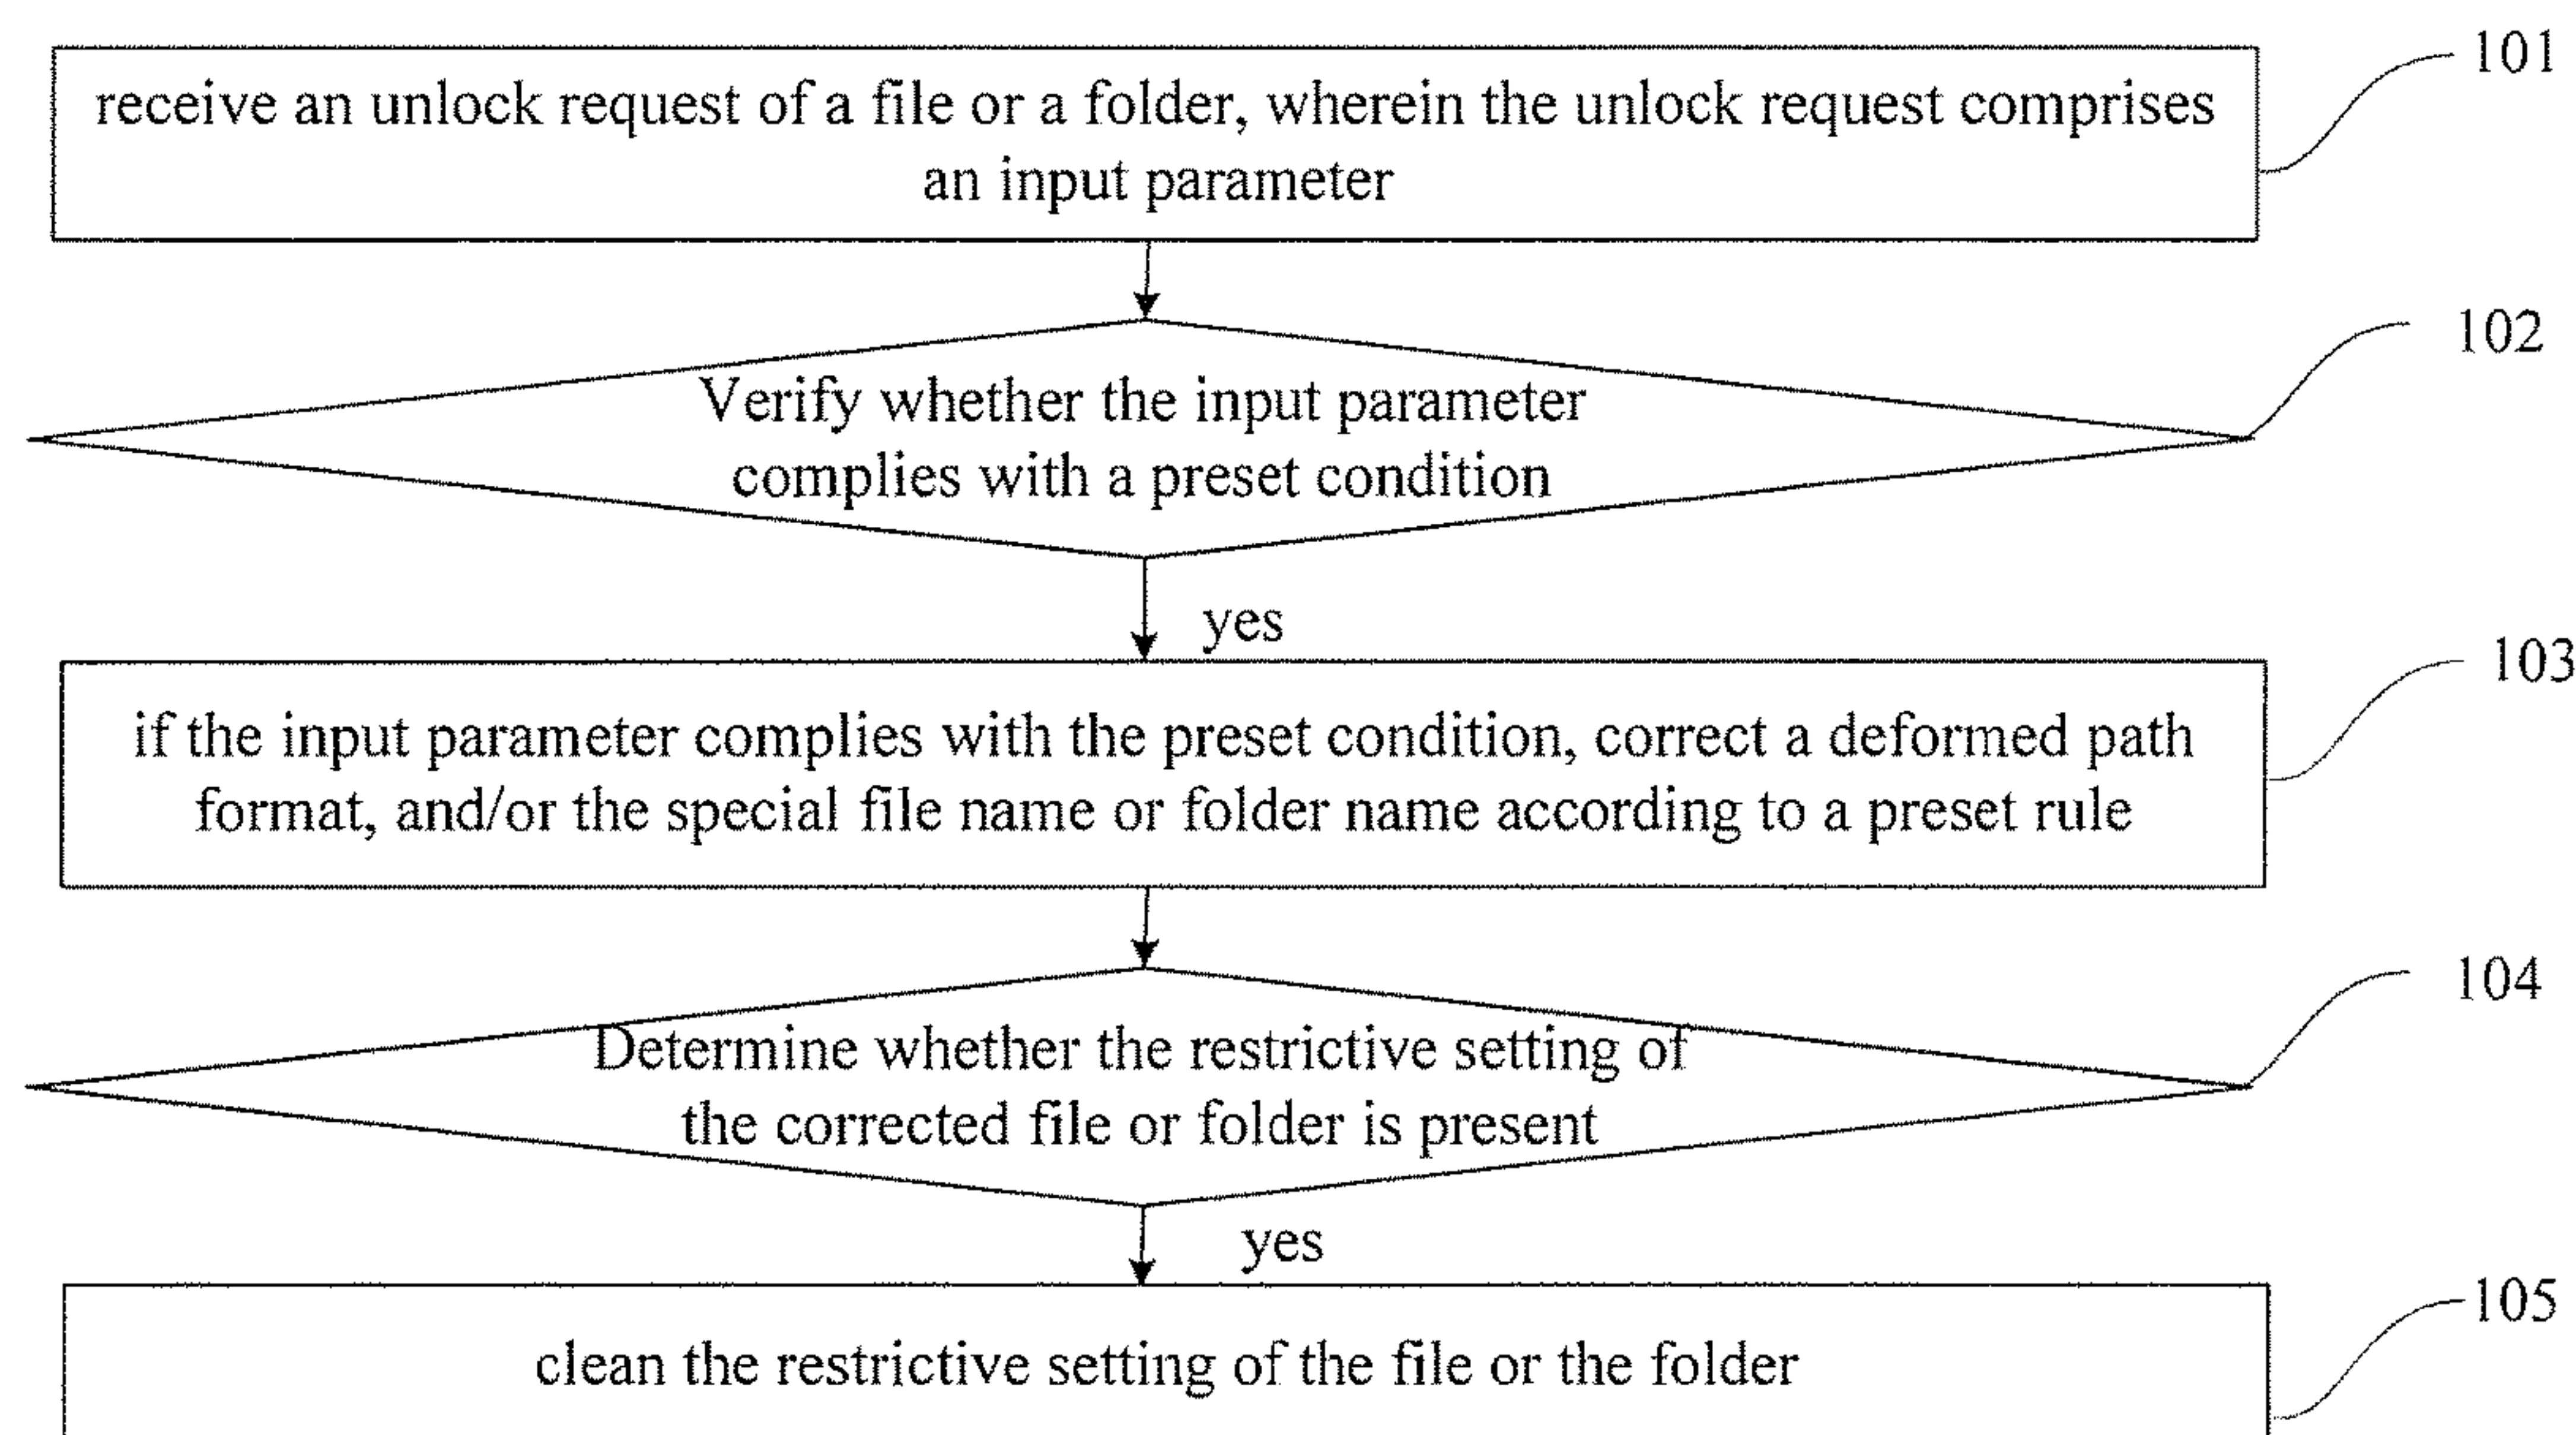 101
receive an unlock request of a file or a folder, wherein the unlock request comprises
an input parameter
102
Verify whether the input parameter
complies with a preset condition
yes
103
if the input parameter complies with the preset condition, correct a deformed path
format, and/or the special file name or folder name according to a preset rule
104
Determine whether the restrictive setting of
the corrected file or folder is present
yes
105
clean the restrictive setting of the file or the folder